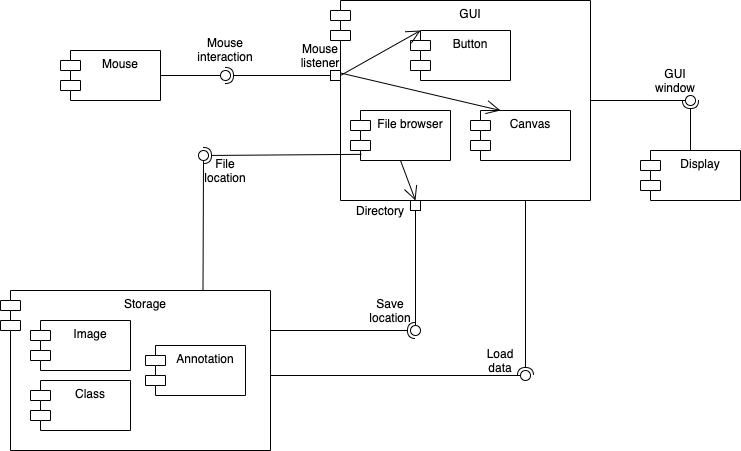 GUI
Mouse
interaction
Mouse
listener
Button
Mouse
GUI
window
File browser
Canvas
File
location
Display
Directory
Storage
Save
location
Image
Annotation
Load
data
Class